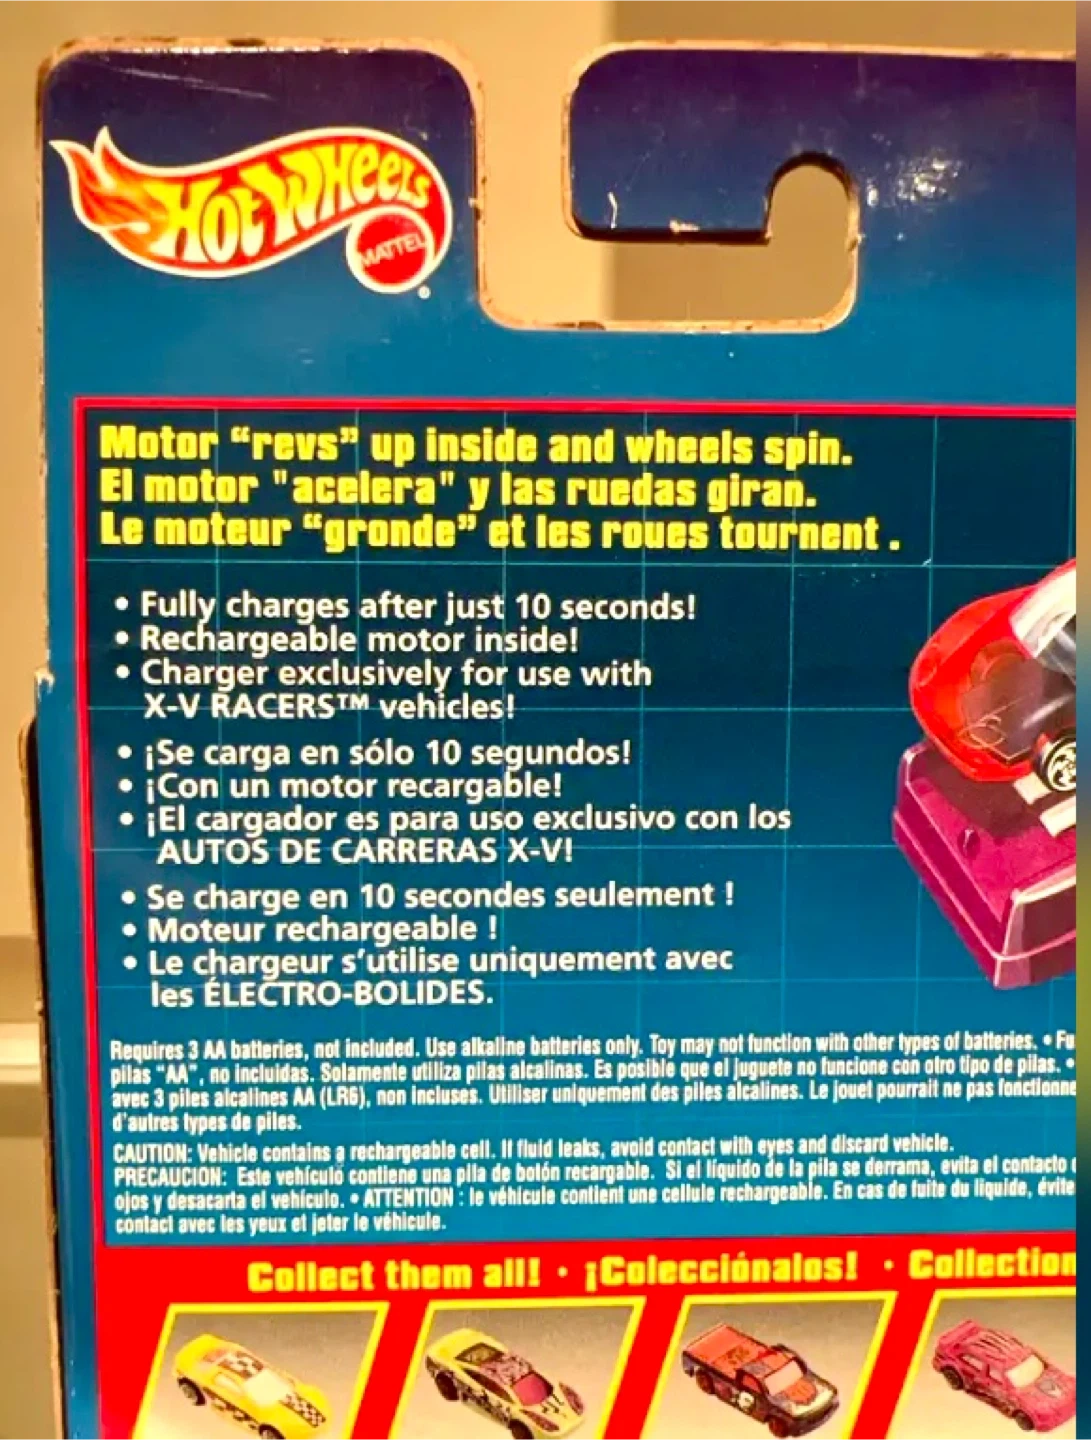 HOT WHEELS
MATTEL
®
Motor “revs” up inside and wheels spin.
El motor "acelera" y las ruedas giran.
Le moteur “gronde” et les roues tournent .
• Fully charges after just 10 seconds!
• Rechargeable motor inside!
• Charger exclusively for use with
X-V RACERS™ vehicles!
• ¡Se carga en sólo 10 segundos!
• ¡Con un motor recargable!
• ¡El cargador es para uso exclusivo con los
AUTOS DE CARRERAS X-V!
• Se charge en 10 secondes seulement !
• Moteur rechargeable !
• Le chargeur s’utilise uniquement avec
les ÉLECTRO-BOLIDES.
Requires 3 AA batteries, not included. Use alkaline batteries only. Toy may not function with other types of batteries. • Fu
pilas “AA”, no incluidas. Solamente utiliza pilas alcalinas. Es posible que el juguete no funcione con otro tipo de pilas. •
avec 3 piles alcalines AA (LR6), non incluses. Utiliser uniquement des piles alcalines. Le jouet pourrait ne pas fonctionne
d’autres types de piles.
CAUTION: Vehicle contains a rechargeable cell. If fluid leaks, avoid contact with eyes and discard vehicle.
PRECAUCION: Este vehículo contiene una pila de botón recargable. Si el líquido de la pila se derrama, evita el contacto
ojos y desacarta el vehículo. • ATTENTION : le véhicule contient une cellule rechargeable. En cas de fuite du liquide, évite
contact avec les yeux et jeter le véhicule.
Collect them all! • ¡Colecciónalos! • Collection